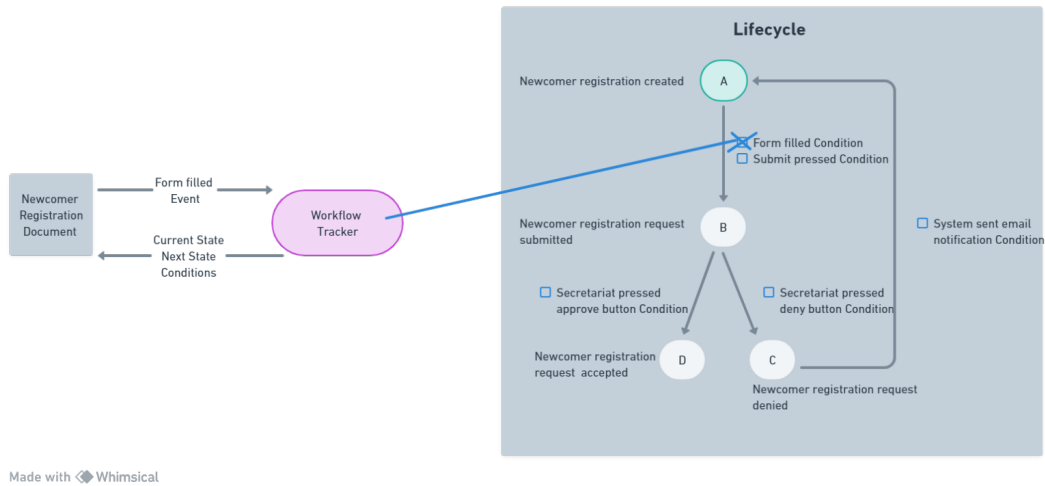 Lifecycle
Newcomer registration created
A
Form filled Condition
Submit pressed Condition
Form filled
Event
Newcomer
Registration
Document
Workflow
Tracker
Current State
Next State
Conditions
Newcomer registration request
submitted
B
System sent email
notification Condition
Secretariat pressed
approve button Condition
Secretariat pressed
deny button Condition
Newcomer registration
request accepted
D
C
Newcomer registration request
denied
Made with Whimsical